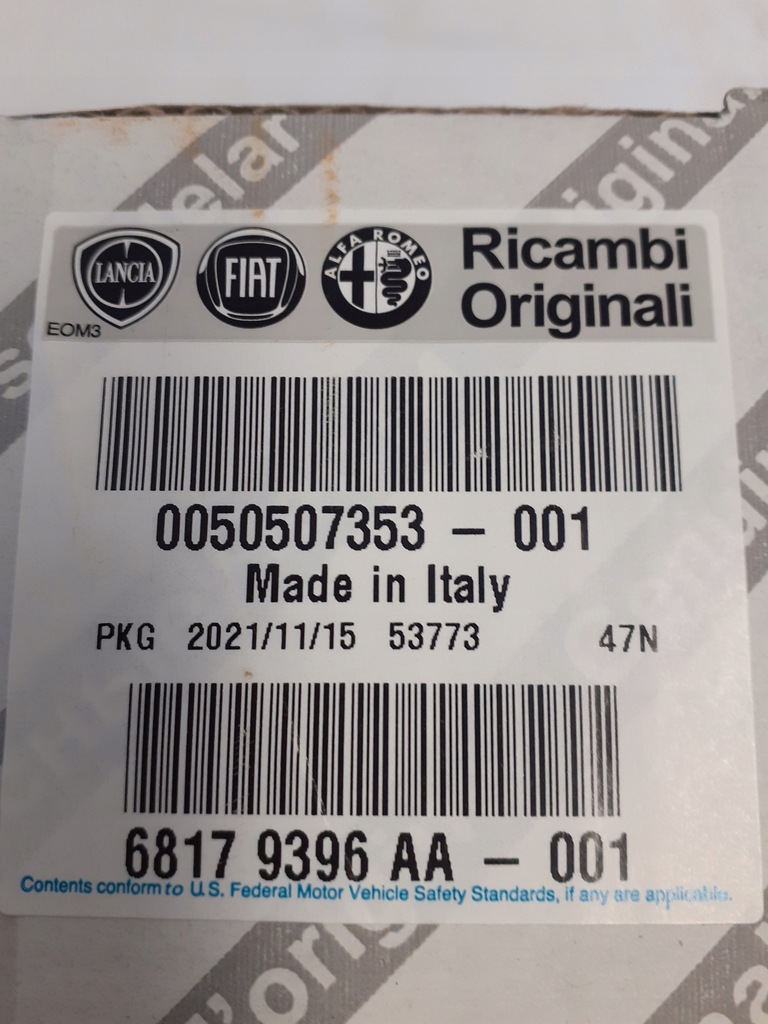 LANCIA
FIAT
ALFA ROMEO
Ricambi
Originali
EOM3
0050507353 - 001
Made in Italy
PKG 2021/11/15 53773 47N
6817 9396 AA - 001
Contents conform to U.S. Federal Motor Vehicle Safety Standards, if any are applicable.